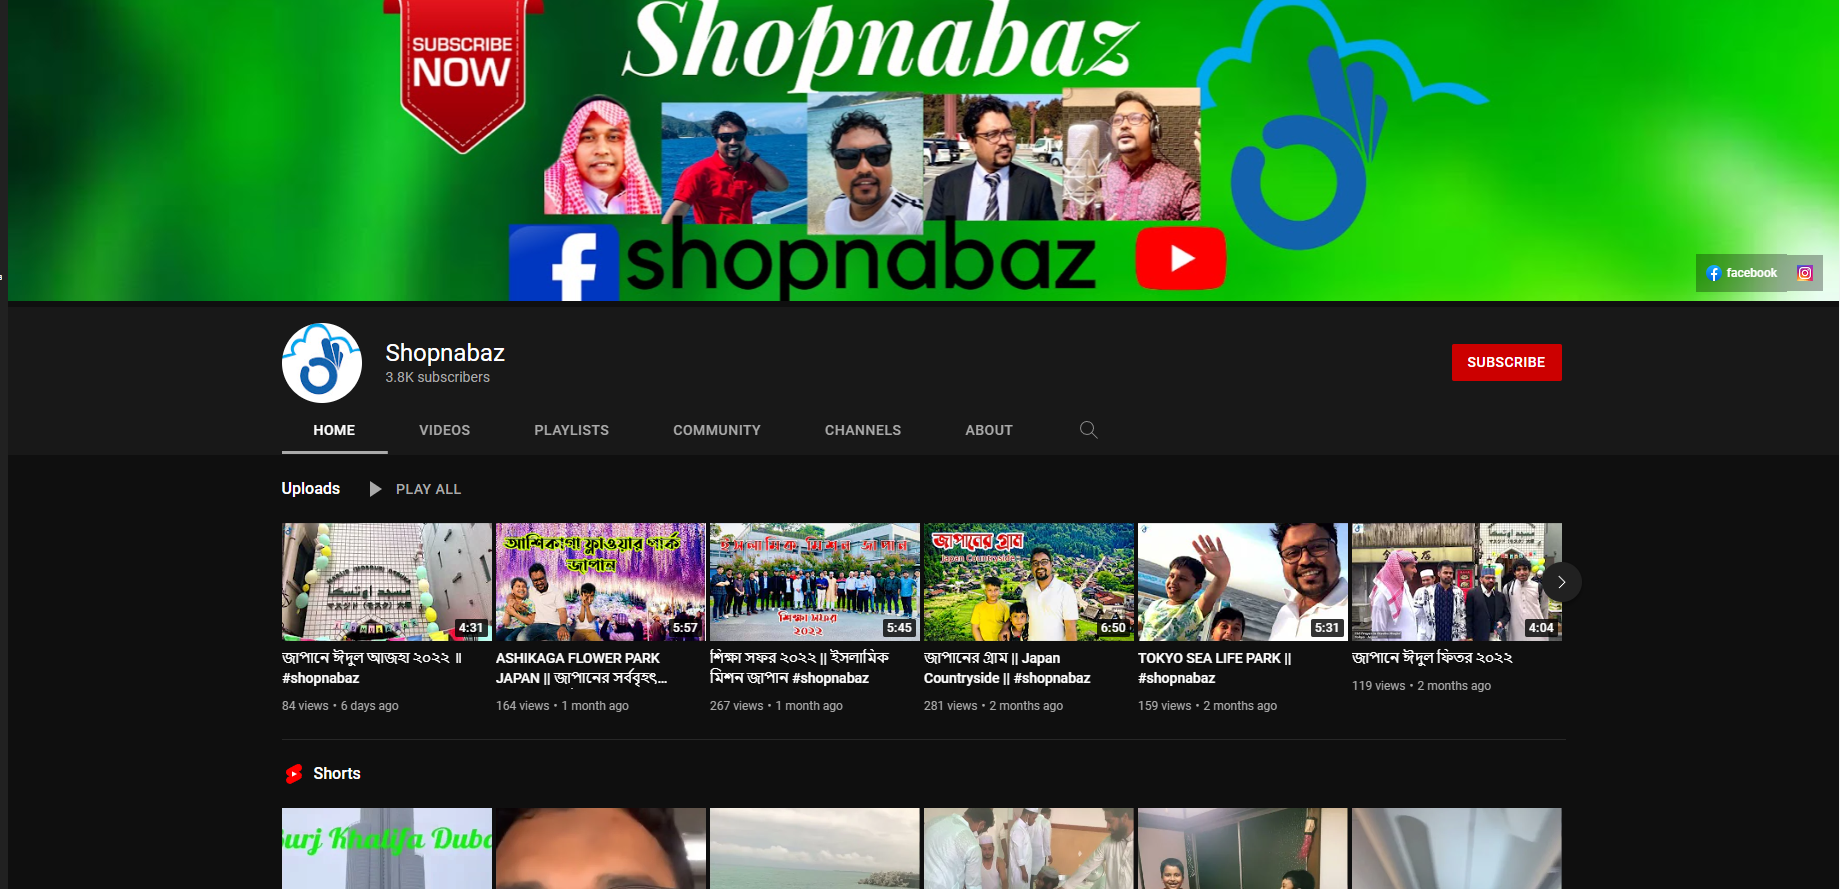 SUBSCRIBE
NOW
Shopnabaz
shopnabaz
facebook
Shopnabaz
3.8K subscribers
SUBSCRIBE
HOME VIDEOS PLAYLISTS COMMUNITY CHANNELS ABOUT
Uploads PLAY ALL
4:31
আশিকাগা ফ্লাওয়ার পার্ক
জাপান
5:57
ইসলামিক মিশন জাপান
শিক্ষা সফর
২০২২
5:45
জাপানের গ্রাম
Japan Countryside
6:50
5:31
4:04
জাপানে ঈদুল আজহা ২০২২ ॥
#shopnabaz
84 views • 6 days ago
ASHIKAGA FLOWER PARK
JAPAN || জাপানের সর্ববৃহৎ...
164 views • 1 month ago
শিক্ষা সফর ২০২২ || ইসলামিক
মিশন জাপান #shopnabaz
267 views • 1 month ago
জাপানের গ্রাম || Japan
Countryside || #shopnabaz
281 views • 2 months ago
TOKYO SEA LIFE PARK ||
#shopnabaz
159 views • 2 months ago
জাপানে ঈদুল ফিতর ২০২২
119 views • 2 months ago
Shorts
Burj Khalifa Duba